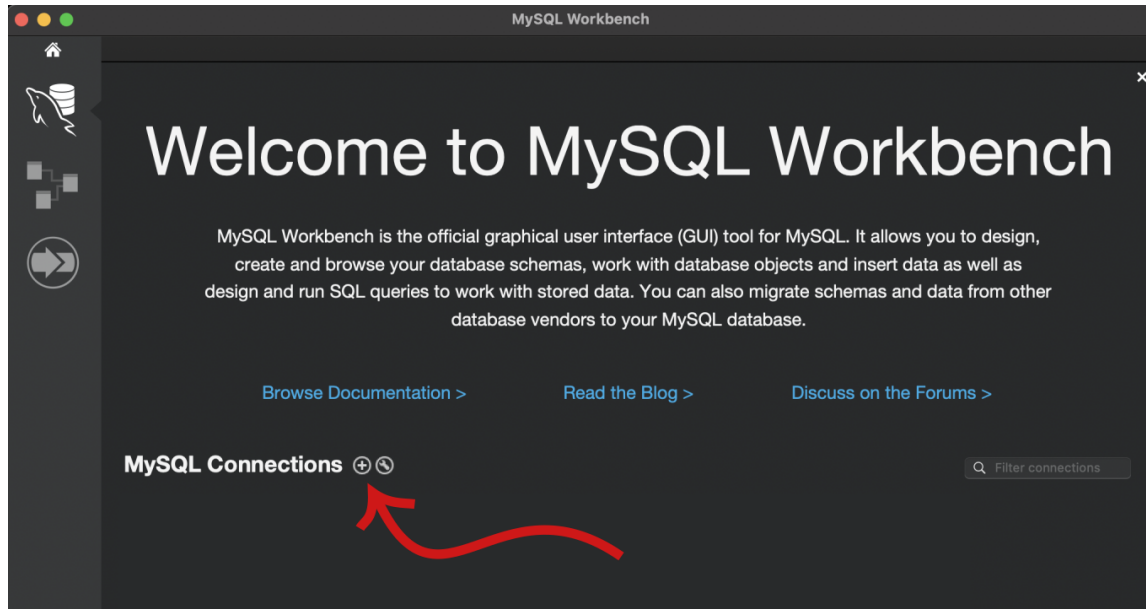 MySQL Workbench
Welcome to MySQL Workbench
MySQL Workbench is the official graphical user interface (GUI) tool for MySQL. It allows you to design,
create and browse your database schemas, work with database objects and insert data as well as
design and run SQL queries to work with stored data. You can also migrate schemas and data from other
database vendors to your MySQL database.
Browse Documentation > Read the Blog > Discuss on the Forums >
MySQL Connections Filter connections